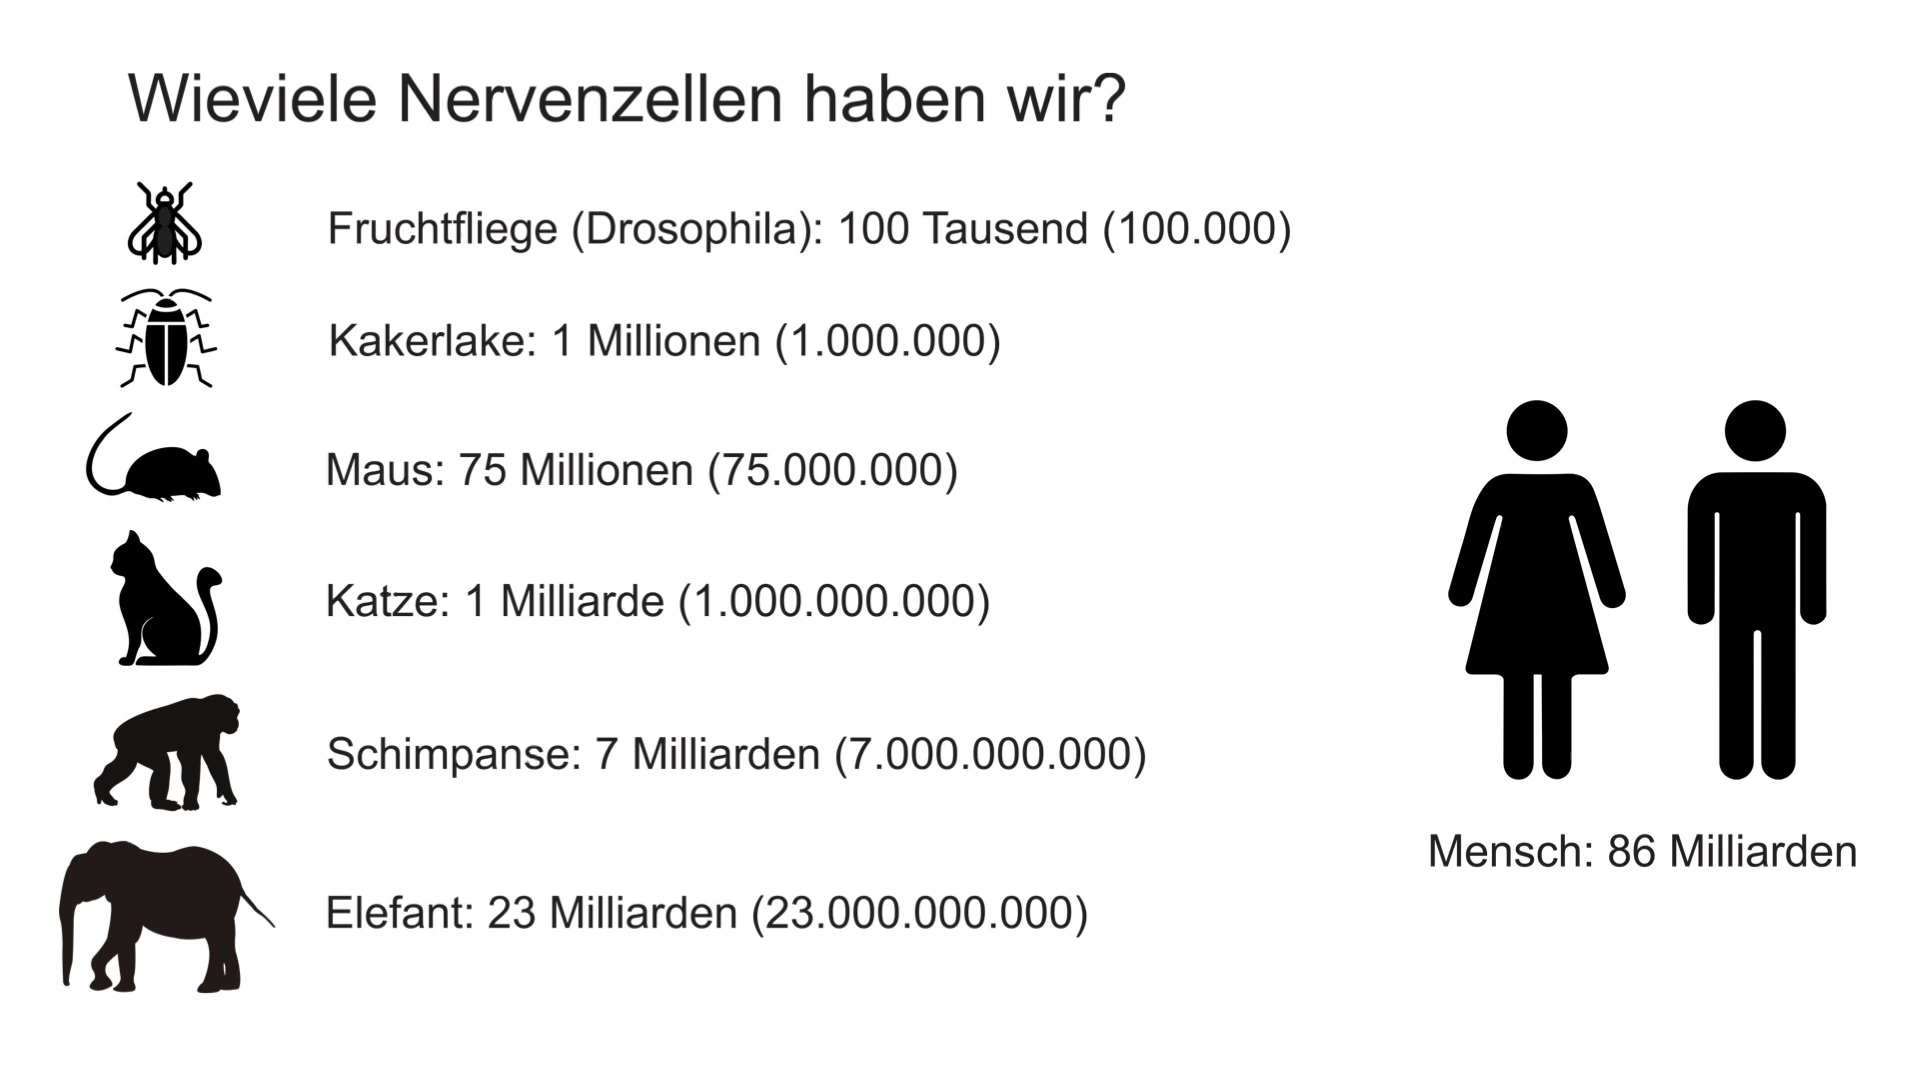 Wieviele Nervenzellen haben wir?
Fruchtfliege (Drosophila): 100 Tausend (100.000)
Kakerlake: 1 Millionen (1.000.000)
Maus: 75 Millionen (75.000.000)
Katze: 1 Milliarde (1.000.000.000)
Schimpanse: 7 Milliarden (7.000.000.000)
Elefant: 23 Milliarden (23.000.000.000)
Mensch: 86 Milliarden